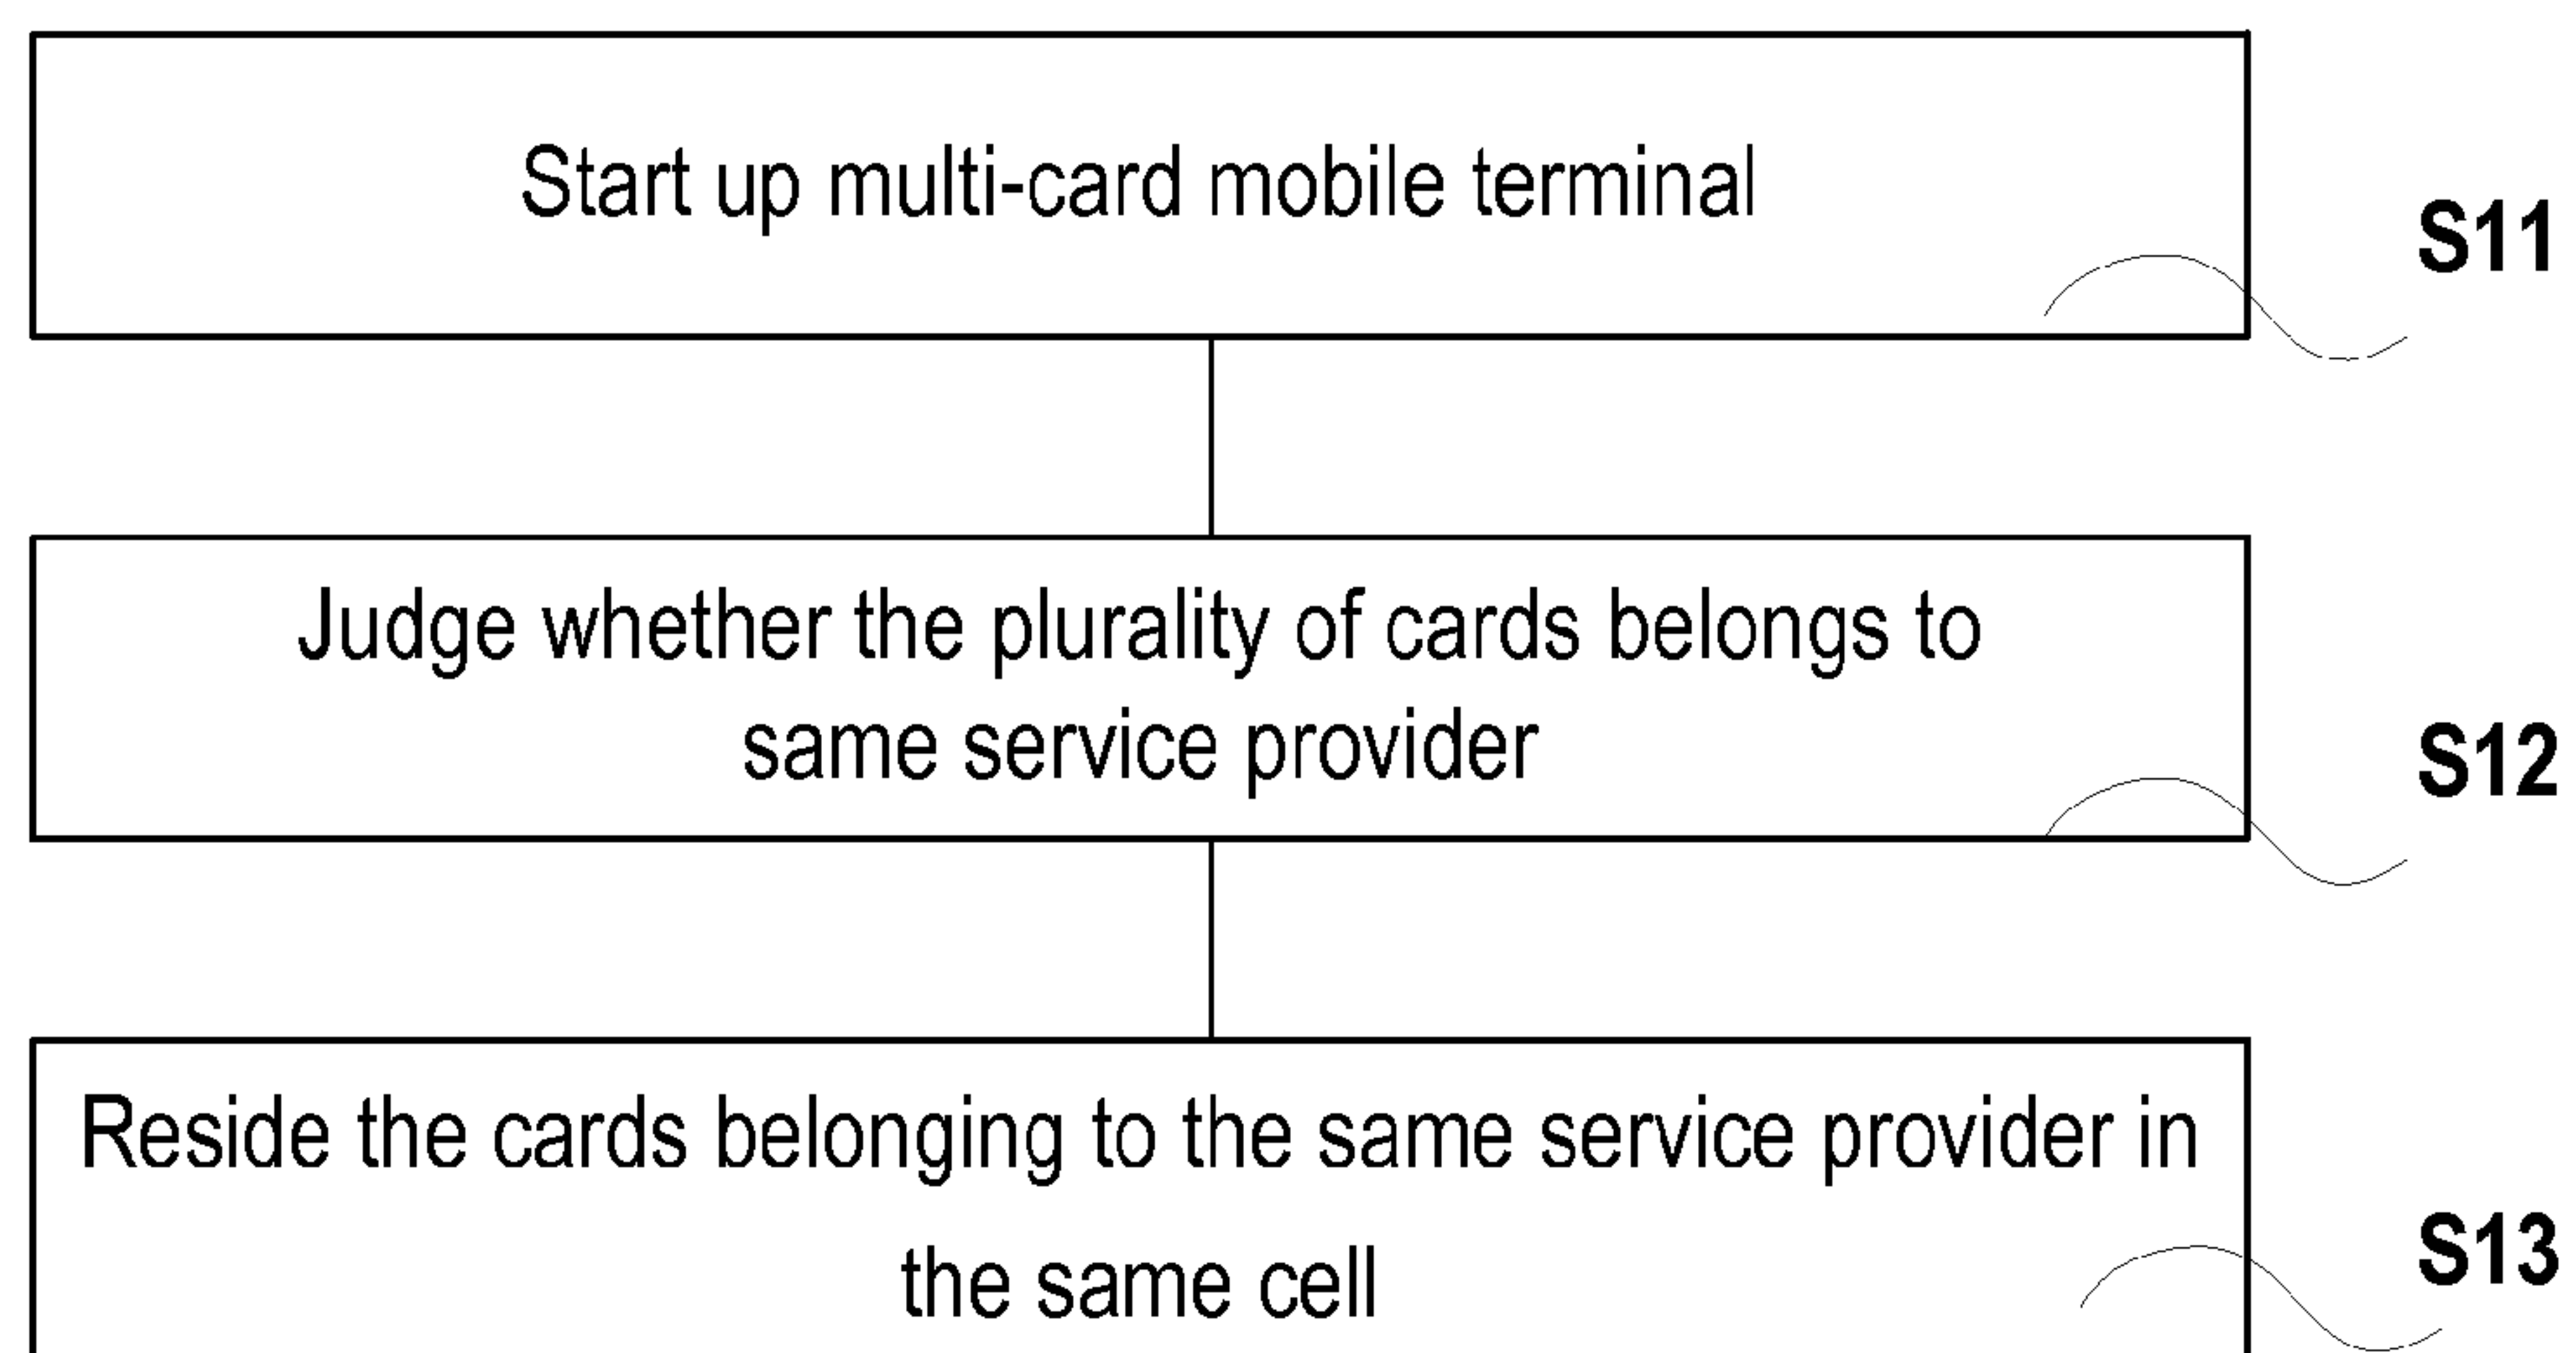 Start up multi-card mobile terminal
S11
Judge whether the plurality of cards belongs to
same service provider
S12
Reside the cards belonging to the same service provider in
the same cell
S13